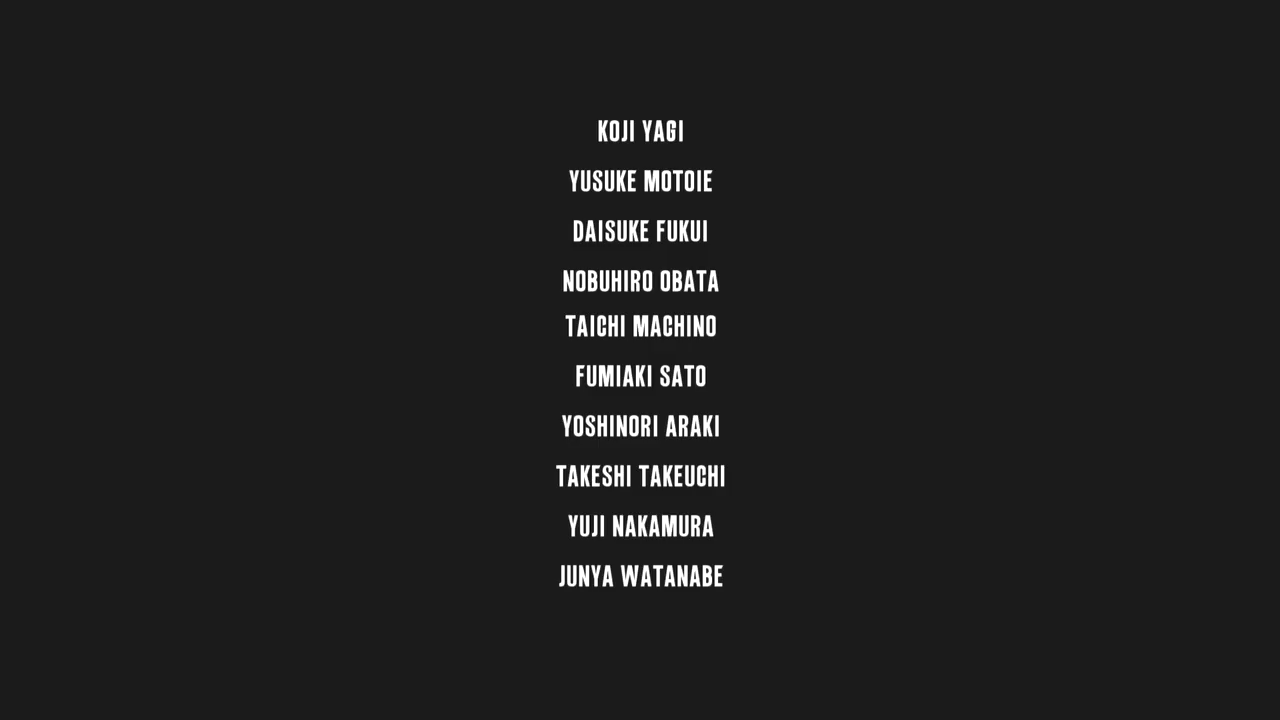 KOJI YAGI
YUSUKE MOTOIE
DAISUKE FUKUI
NOBUHIRO OBATA
TAICHI MACHINO
FUMIAKI SATO
YOSHINORI ARAKI
TAKESHI TAKEUCHI
YUJI NAKAMURA
JUNYA WATANABE